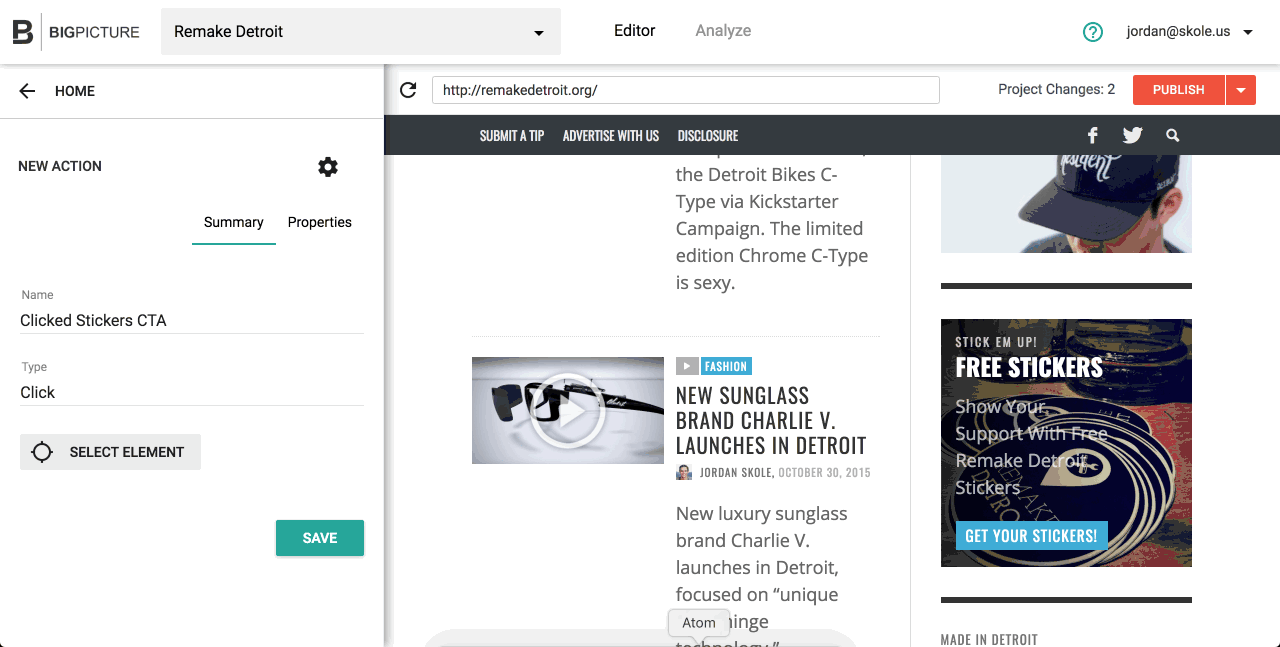 B BIGPICTURE
Remake Detroit
Editor
Analyze
?
jordan@skole.us
HOME
http://remakedetroit.org/
Project Changes: 2
PUBLISH
NEW ACTION
Summary
Properties
Name
Clicked Stickers CTA
Type
Click
SELECT ELEMENT
SAVE
SUBMIT A TIP
ADVERTISE WITH US
DISCLOSURE
the Detroit Bikes C-
Type via Kickstarter
Campaign. The limited
edition Chrome C-Type
is sexy.
FASHION
NEW SUNGLASS
BRAND CHARLIE V.
LAUNCHES IN DETROIT
JORDAN SKOLE, OCTOBER 30, 2015
New luxury sunglass
brand Charlie V.
launches in Detroit,
focused on “unique
hinge
technology.”
Atom
STICK EM UP!
FREE STICKERS
Show Your
Support With Free
Remake Detroit
Stickers
REMAKE
DETROIT
GET YOUR STICKERS!
MADE IN DETROIT